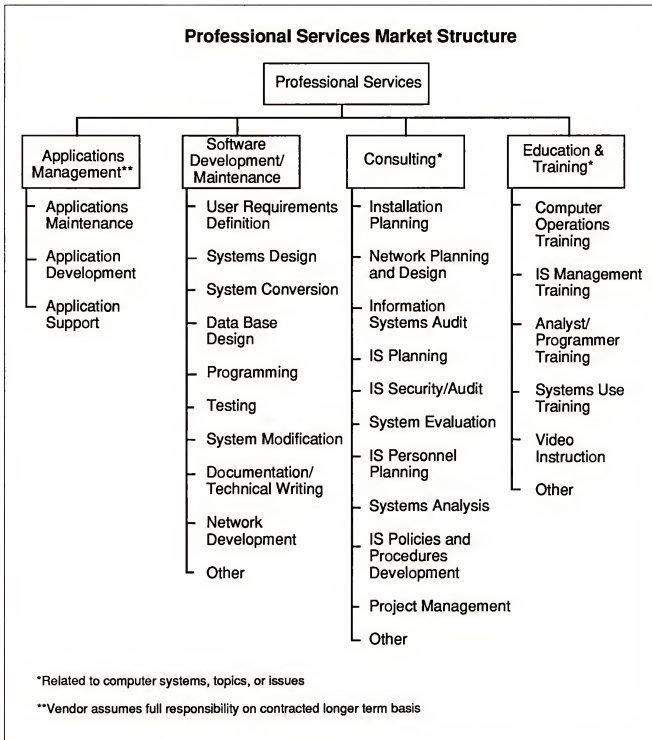 Professional Services Market Structure
Professional Services
Applications
Management**
Applications
Maintenance
Application
Development
Application
Support
Software
Development/
Maintenance
User Requirements
Definition
Systems Design
System Conversion
Data Base
Design
Programming
Testing
System Modification
Documentation/
Technical Writing
Network
Development
Other
Consulting*
Installation
Planning
Network Planning
and Design
Information
Systems Audit
IS Planning
IS Security/Audit
System Evaluation
IS Personnel
Planning
Systems Analysis
IS Policies and
Procedures
Development
Project Management
Other
Education &
Training*
Computer
Operations
Training
IS Management
Training
Analyst/
Programmer
Training
Systems Use
Training
Video
Instruction
Other
*Related to computer systems, topics, or issues
**Vendor assumes full responsibility on contracted longer term basis